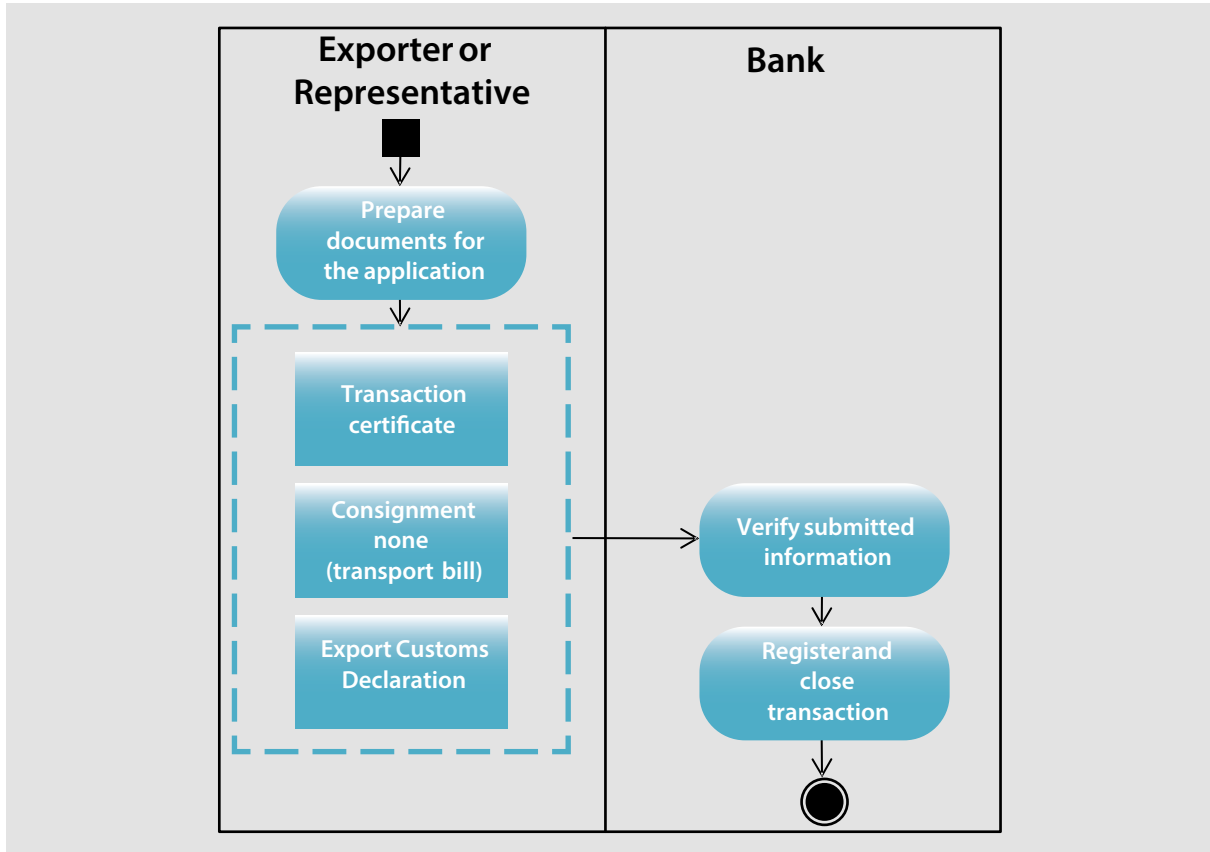 Exporter or
Representative
Prepare
documents for
the application
Transaction
certificate
Consignment
none
(transport bill)
Export Customs
Declaration
Bank
Verify submitted
information
Registerand
close
transaction